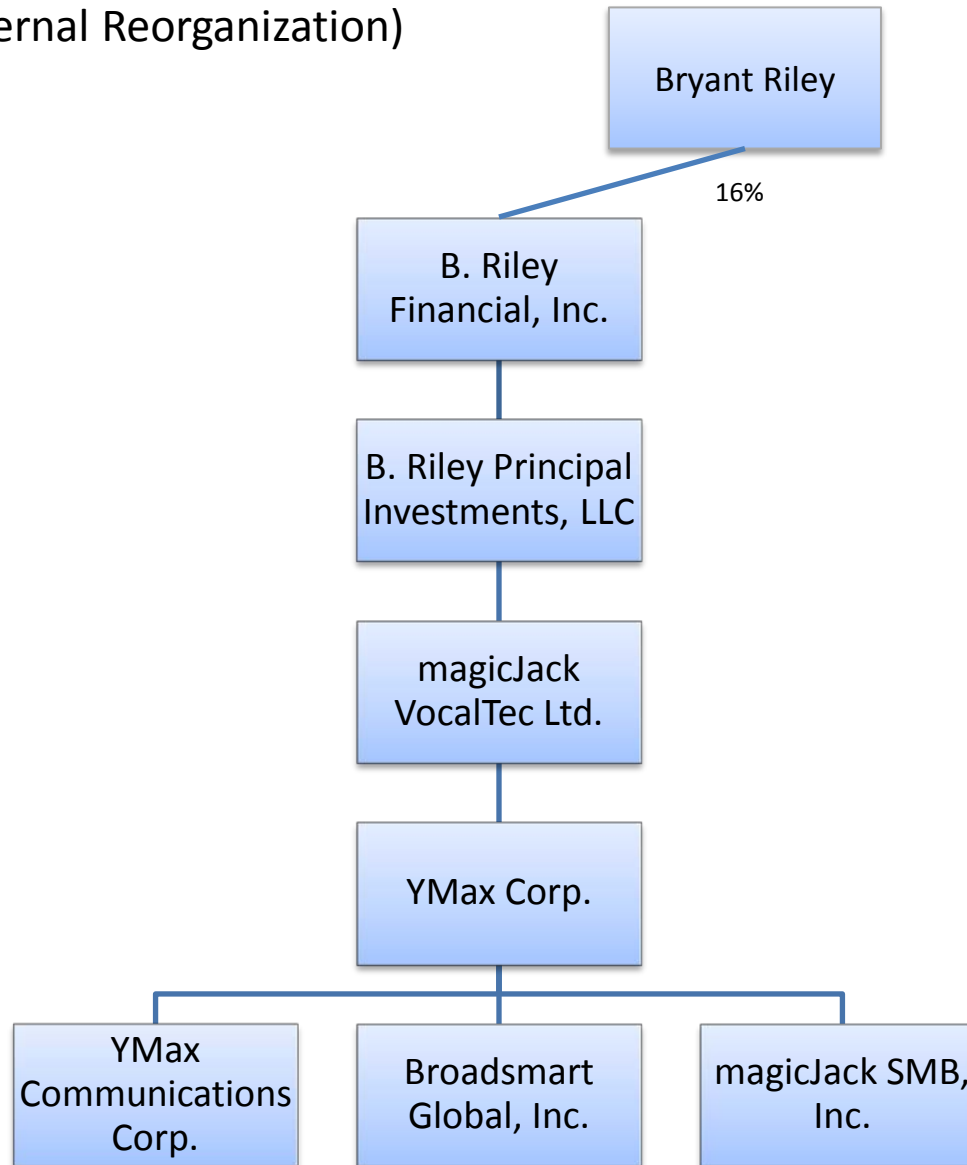 ernal Reorganization)
Bryant Riley
16%
B. Riley
Financial, Inc.
B. Riley Principal
Investments, LLC
magicJack
VocalTec Ltd.
YMax Corp.
YMax
Communications
Corp.
Broadsmart
Global, Inc.
magicJack SMB,
Inc.